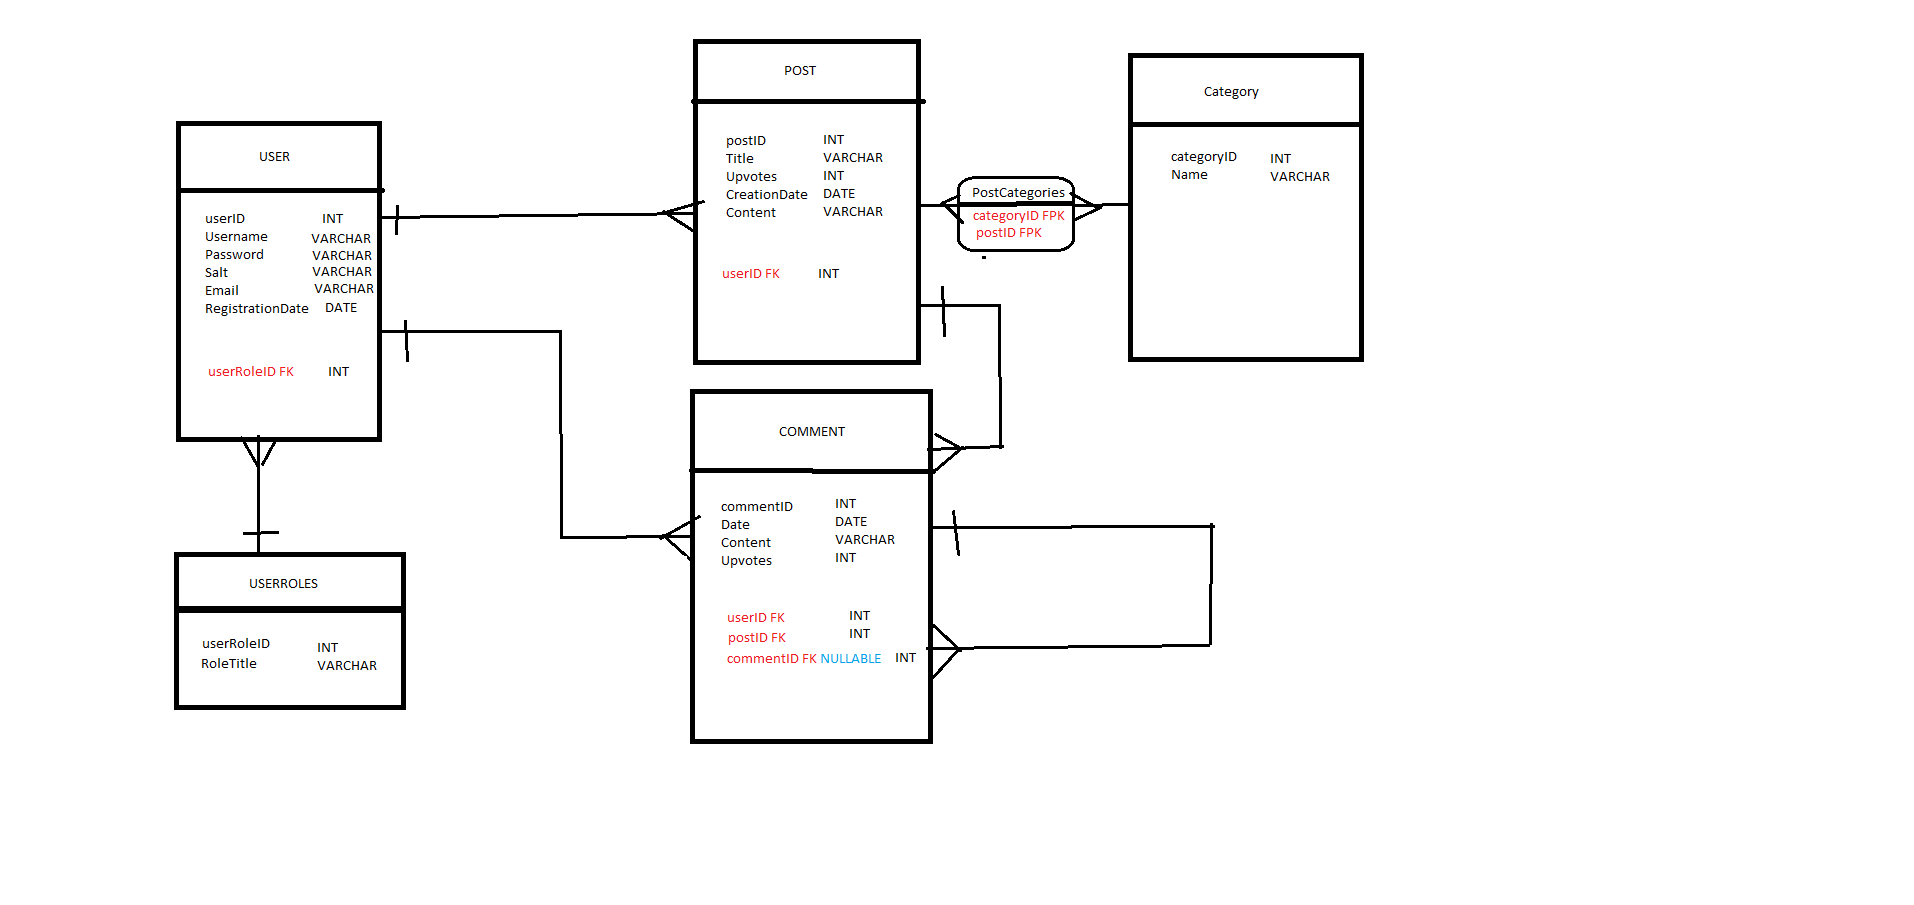 USER
userID INT
Username VARCHAR
Password VARCHAR
Salt VARCHAR
Email VARCHAR
RegistrationDate DATE
userRoleID FK INT
USERROLES
userRoleID INT
RoleTitle VARCHAR
POST
postID INT
Title VARCHAR
Upvotes INT
CreationDate DATE
Content VARCHAR
userID FK INT
COMMENT
commentID INT
Date DATE
Content VARCHAR
Upvotes INT
userID FK INT
postID FK INT
commentID FK NULLABLE INT
PostCategories
categoryID FPK
postID FPK
Category
categoryID INT
Name VARCHAR